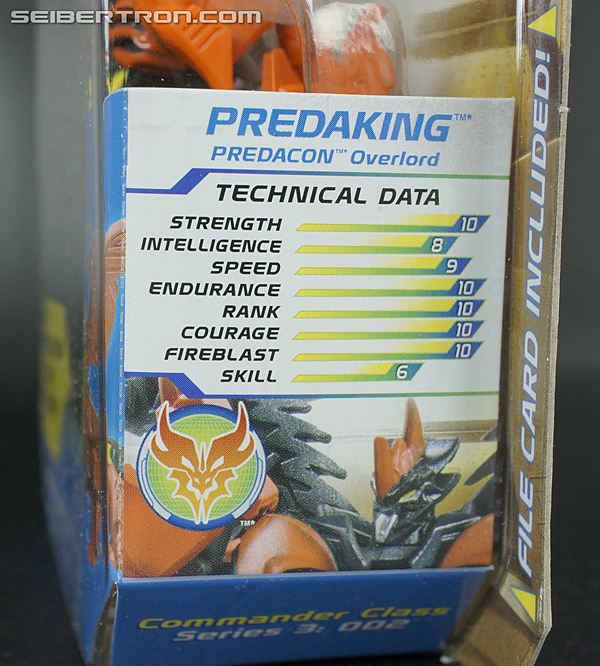 SEIBERTRON.COM
PREDAKING™*
PREDACON™* Overlord
TECHNICAL DATA
STRENGTH 10
INTELLIGENCE 8
SPEED 9
ENDURANCE 10
RANK 10
COURAGE 10
FIREBLAST 10
SKILL 6
TM*
Commander Class
Series 3: 002
FILE CARD INCLUDED!